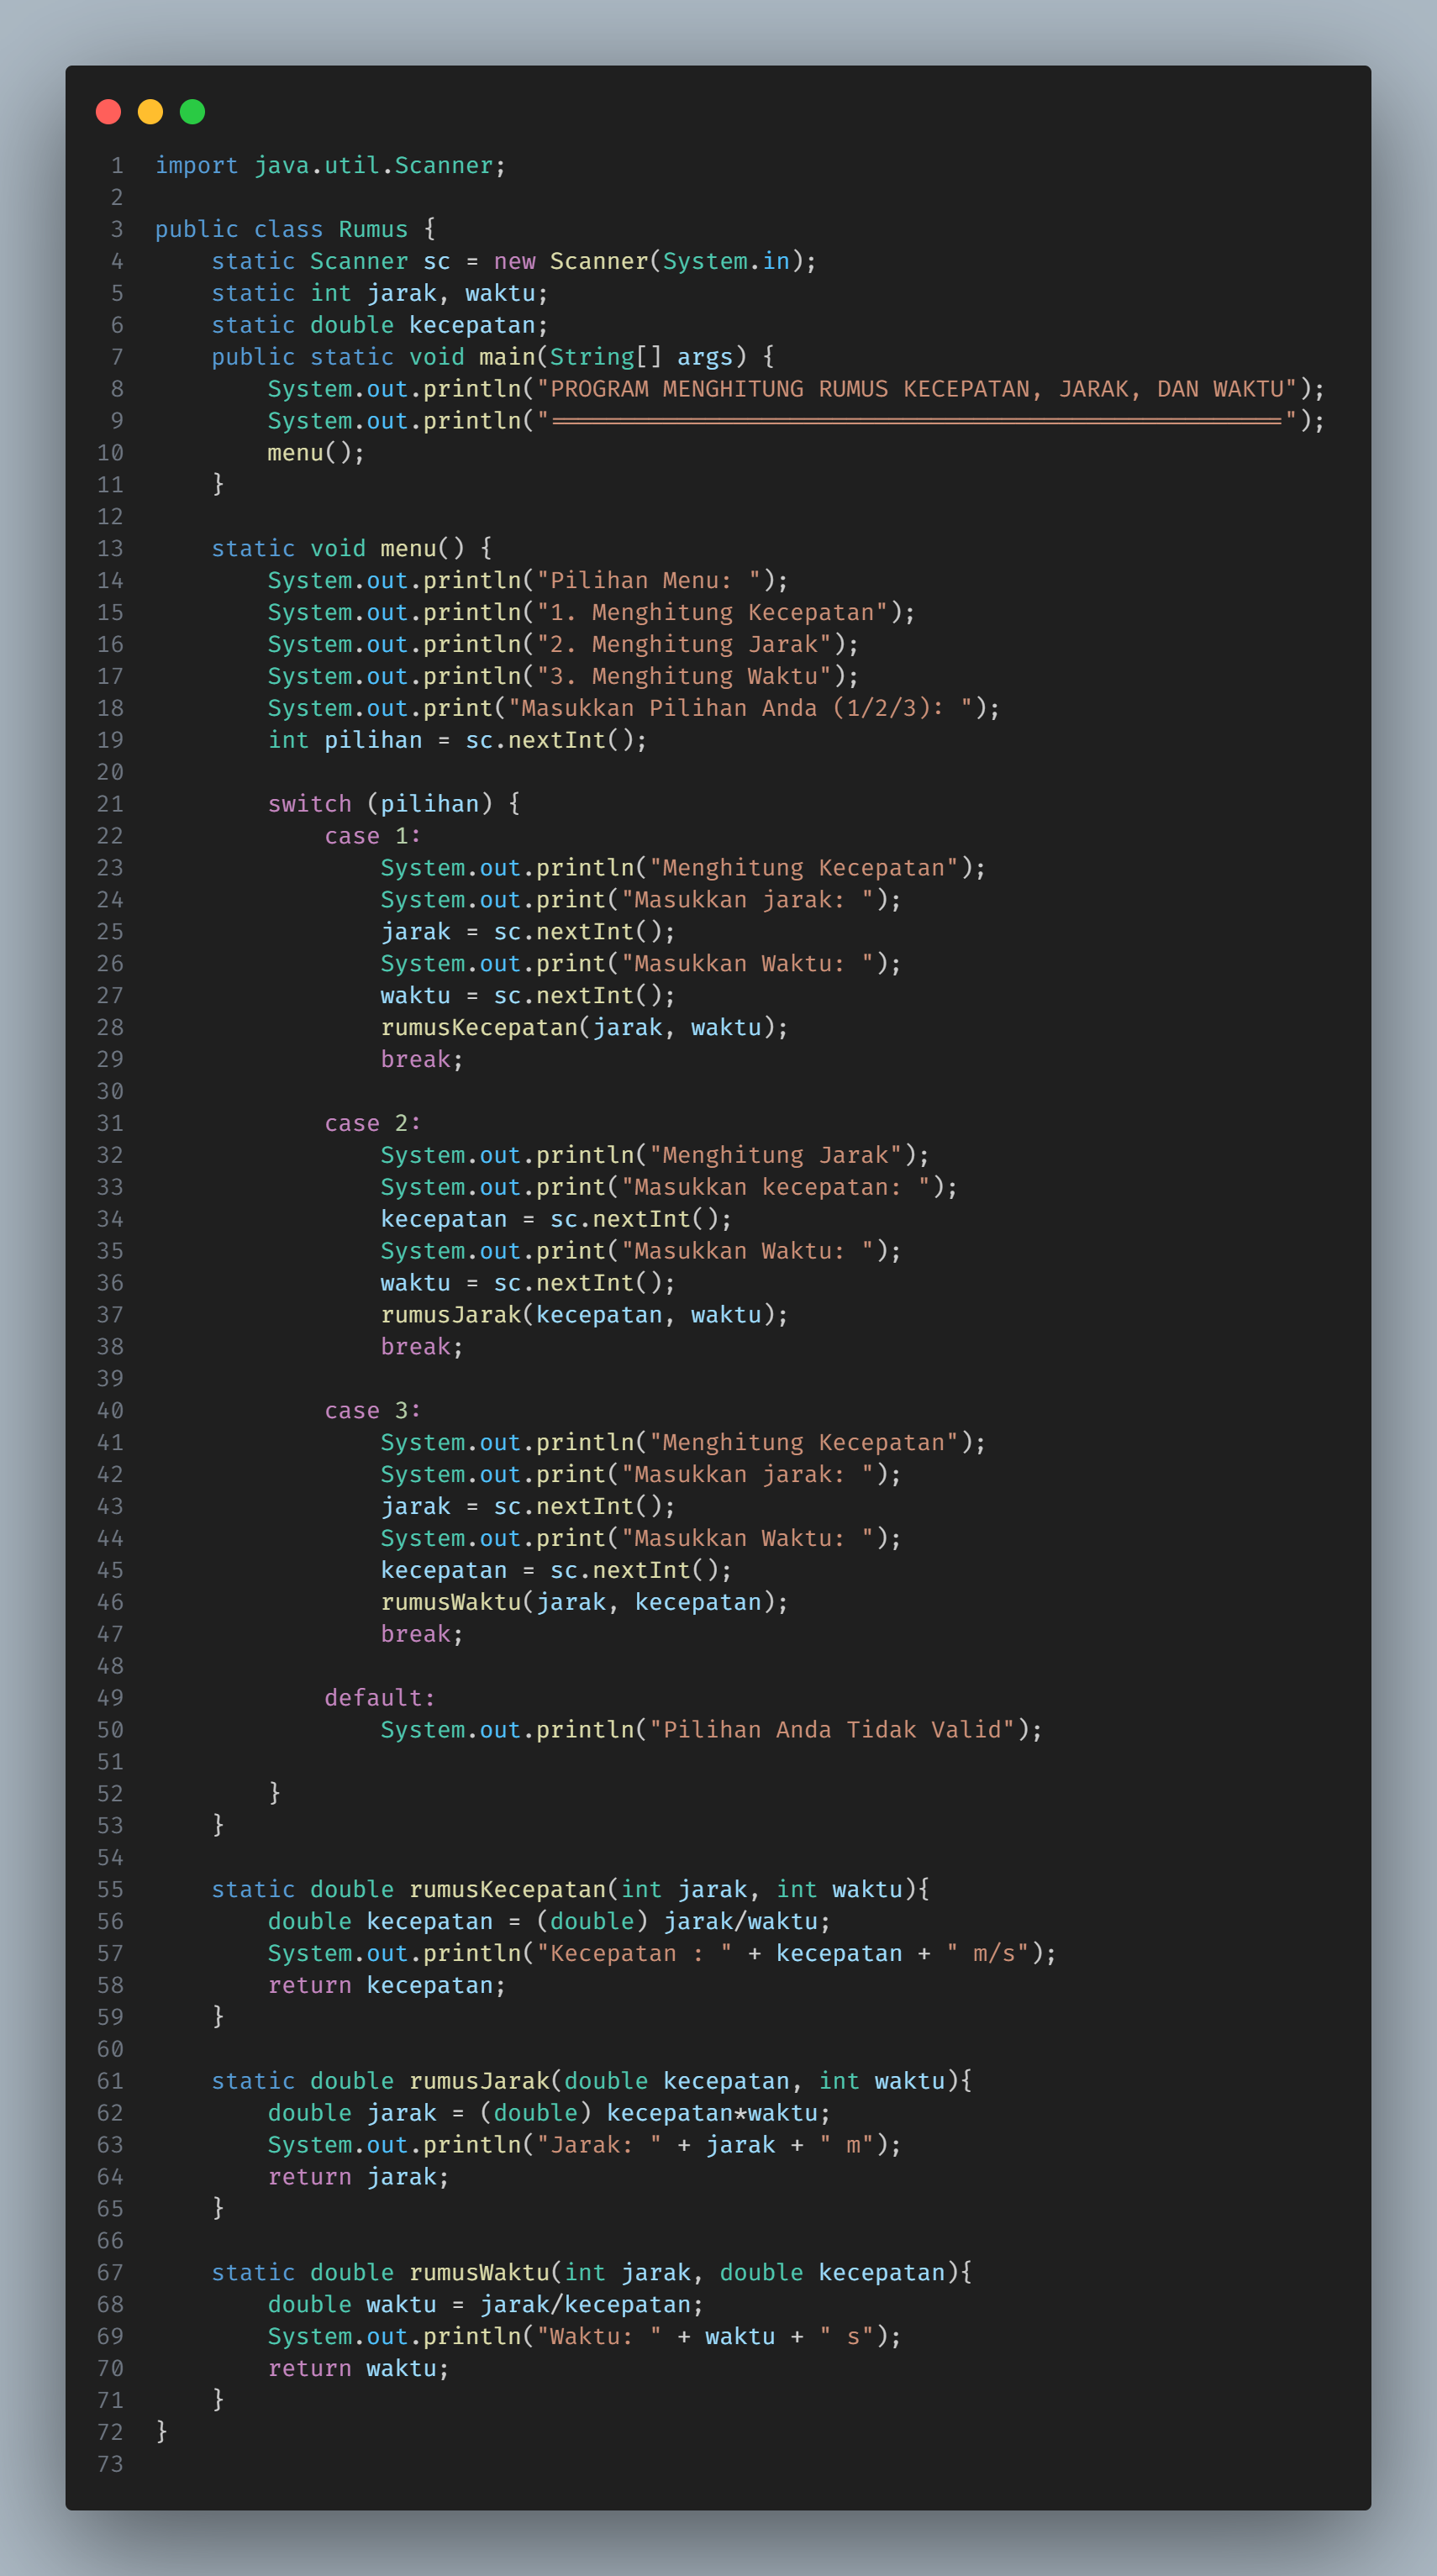 1 import java.util.Scanner;
2
3 public class Rumus {
4     static Scanner sc = new Scanner(System.in);
5     static int jarak, waktu;
6     static double kecepatan;
7     public static void main(String[] args) {
8         System.out.println("PROGRAM MENGHITUNG RUMUS KECEPATAN, JARAK, DAN WAKTU");
9         System.out.println("====================================================");
10         menu();
11     }
12
13     static void menu() {
14         System.out.println("Pilihan Menu: ");
15         System.out.println("1. Menghitung Kecepatan");
16         System.out.println("2. Menghitung Jarak");
17         System.out.println("3. Menghitung Waktu");
18         System.out.print("Masukkan Pilihan Anda (1/2/3): ");
19         int pilihan = sc.nextInt();
20
21         switch (pilihan) {
22             case 1:
23                 System.out.println("Menghitung Kecepatan");
24                 System.out.print("Masukkan jarak: ");
25                 jarak = sc.nextInt();
26                 System.out.print("Masukkan Waktu: ");
27                 waktu = sc.nextInt();
28                 rumusKecepatan(jarak, waktu);
29                 break;
30
31             case 2:
32                 System.out.println("Menghitung Jarak");
33                 System.out.print("Masukkan kecepatan: ");
34                 kecepatan = sc.nextInt();
35                 System.out.print("Masukkan Waktu: ");
36                 waktu = sc.nextInt();
37                 rumusJarak(kecepatan, waktu);
38                 break;
39
40             case 3:
41                 System.out.println("Menghitung Kecepatan");
42                 System.out.print("Masukkan jarak: ");
43                 jarak = sc.nextInt();
44                 System.out.print("Masukkan Waktu: ");
45                 kecepatan = sc.nextInt();
46                 rumusWaktu(jarak, kecepatan);
47                 break;
48
49             default:
50                 System.out.println("Pilihan Anda Tidak Valid");
51
52         }
53     }
54
55     static double rumusKecepatan(int jarak, int waktu){
56         double kecepatan = (double) jarak/waktu;
57         System.out.println("Kecepatan : " + kecepatan + " m/s");
58         return kecepatan;
59     }
60
61     static double rumusJarak(double kecepatan, int waktu){
62         double jarak = (double) kecepatan*waktu;
63         System.out.println("Jarak: " + jarak + " m");
64         return jarak;
65     }
66
67     static double rumusWaktu(int jarak, double kecepatan){
68         double waktu = jarak/kecepatan;
69         System.out.println("Waktu: " + waktu + " s");
70         return waktu;
71     }
72 }
73